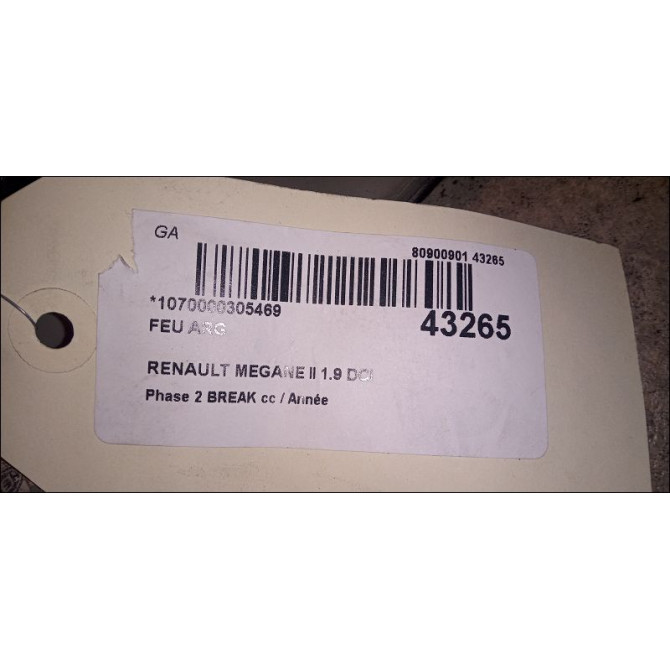 GA
80900901 43265
*1070000305469
43265
FEU ARG
RENAULT MEGANE II 1.9 DCI
Phase 2 BREAK cc / Année